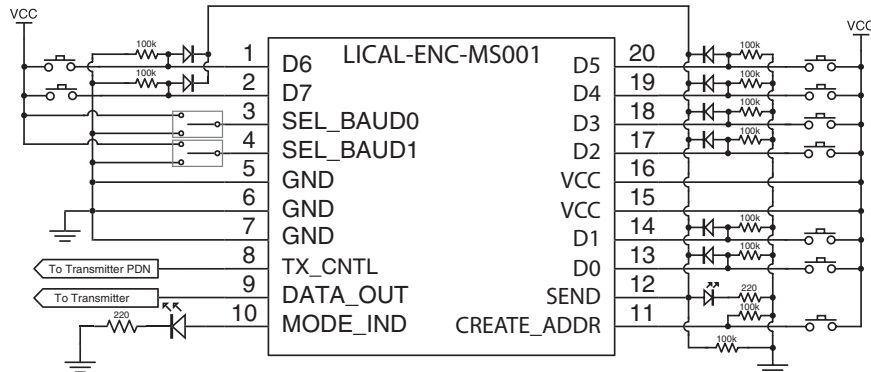 VCC
VCC
LICAL-ENC-MS001
100k
100k
1
D6
2
D7
3
SEL_BAUD0
4
SEL_BAUD1
5
GND
6
GND
7
GND
8
TX_CNTL
9
DATA_OUT
10
MODE_IND
To Transmitter PDN
To Transmitter
220
20
D5
100k
19
D4
100k
18
D3
100k
17
D2
100k
16
VCC
15
VCC
14
D1
100k
13
D0
100k
12
SEND
220
11
CREATE_ADDR
100k
100k